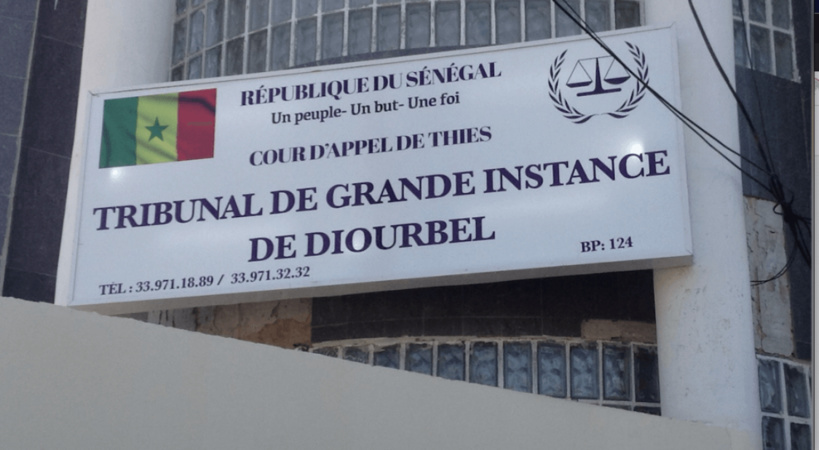 RÉPUBLIQUE DU SÉNÉGAL
Un peuple- Un but- Une foi
COUR D'APPEL DE THIES
TRIBUNAL DE GRANDE INSTANCE
DE DIOURBEL
BP: 124
TÉL : 33.971.18.89 / 33.971.32.32